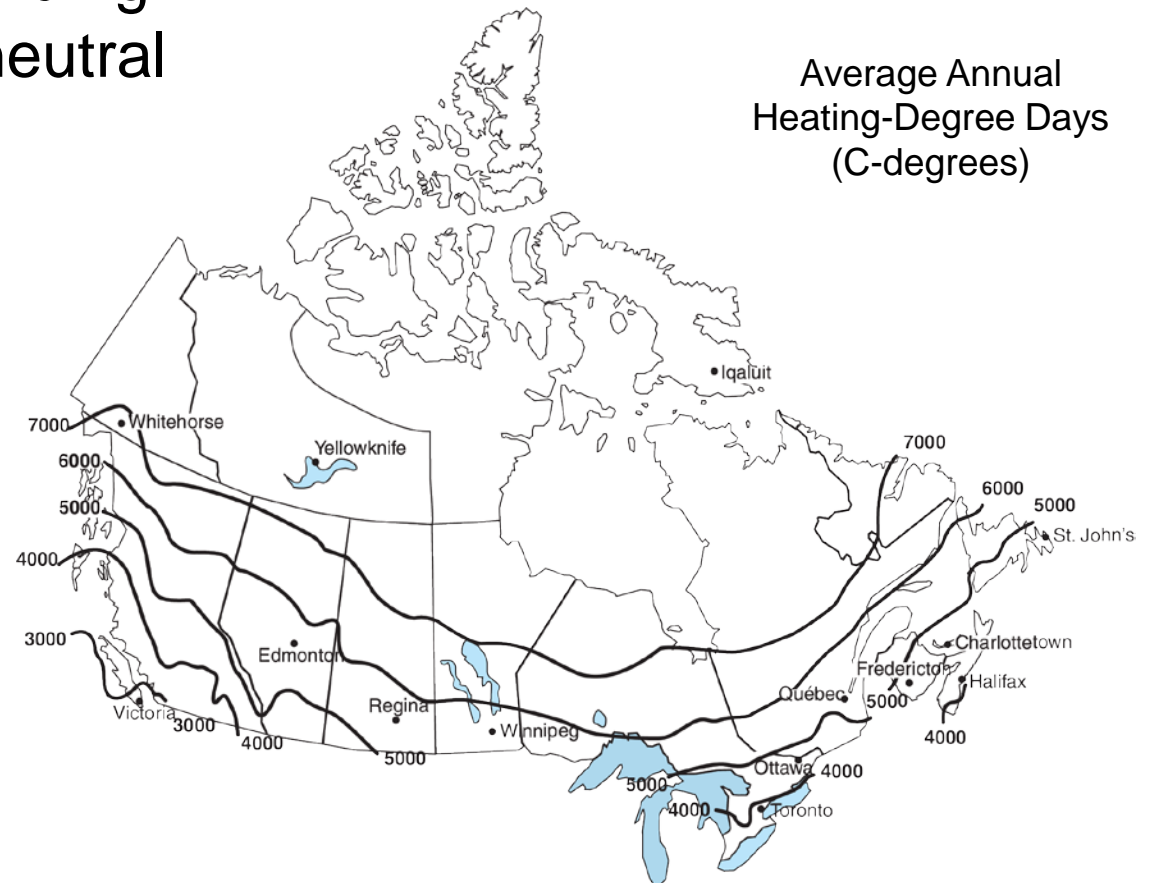 neutral
Average Annual
Heating-Degree Days
(C-degrees)
Iqaluit
7000
Whitehorse
Yellowknife
7000
6000
6000
5000
5000
St. John's
4000
3000
Edmonton
Charlottetown
Fredericton
Halifax
Québec
5000
Regina
Victoria
3000
Winnipeg
4000
4000
5000
Ottawa
4000
5000
4000
Toronto